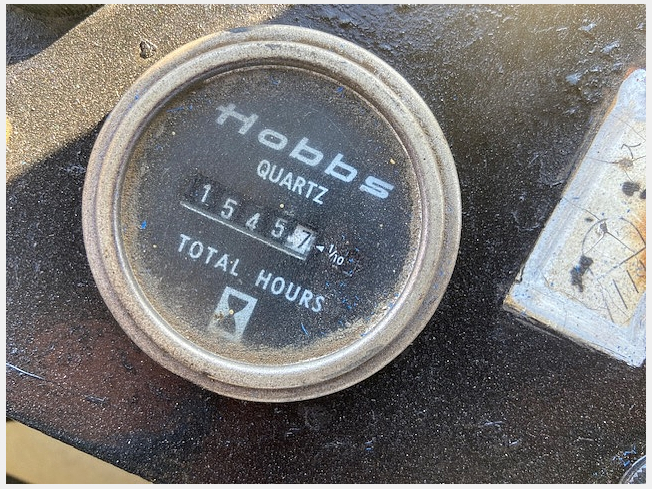 Hobbs
QUARTZ
15457 1/10
TOTAL HOURS